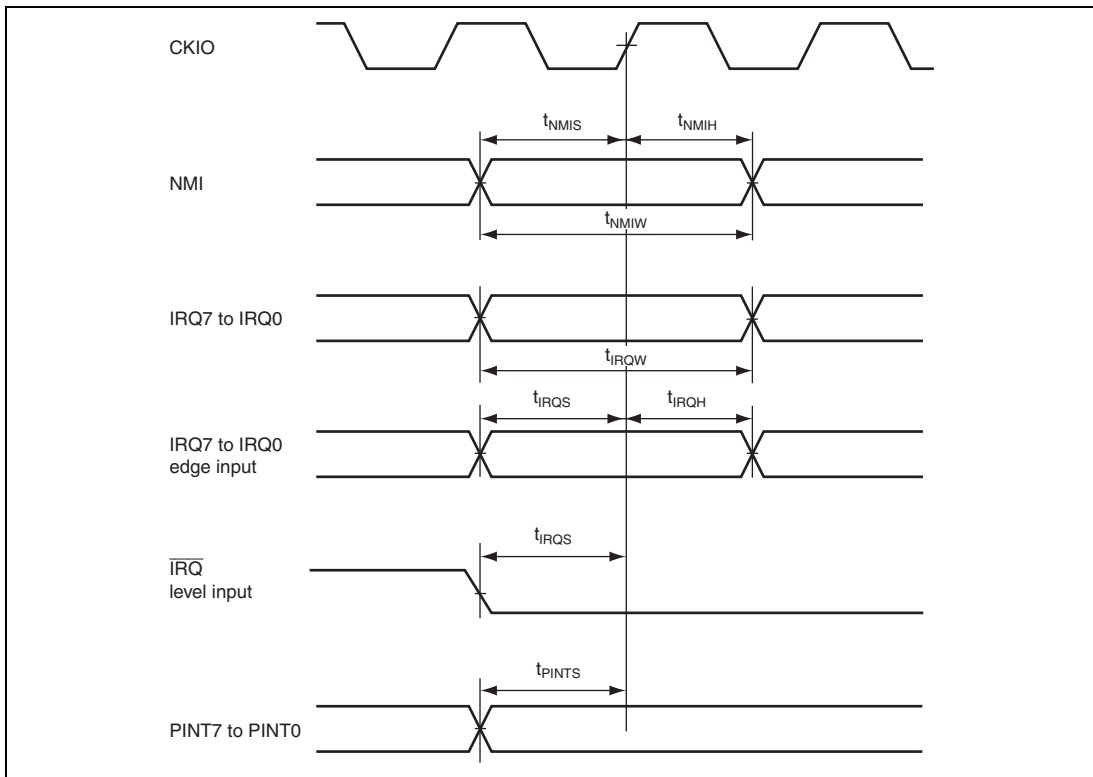 CKIO
tNMIS
tNMIH
NMI
tNMIW
IRQ7 to IRQ0
tIRQW
tIRQS
tIRQH
IRQ7 to IRQ0
edge input
tIRQS
IRQ
level input
tPINTS
PINT7 to PINT0